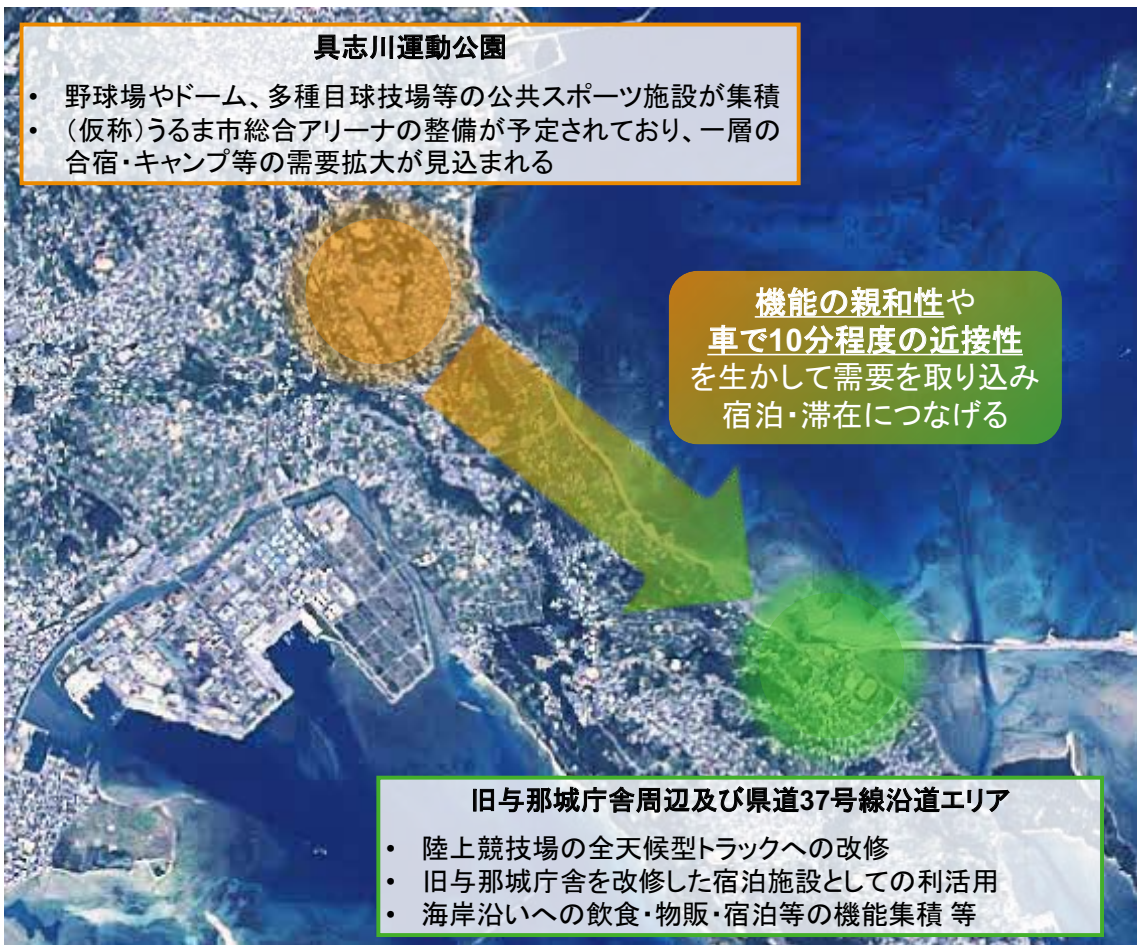 具志川運動公園
• 野球場やドーム、多種目球技場等の公共スポーツ施設が集積
• （仮称）うるま市総合アリーナの整備が予定されており、一層の
合宿・キャンプ等の需要拡大が見込まれる
機能の親和性や
車で10分程度の近接性
を生かして需要を取り込み
宿泊・滞在につなげる
旧与那城庁舎周辺及び県道37号線沿道エリア
• 陸上競技場の全天候型トラックへの改修
• 旧与那城庁舎を改修した宿泊施設としての利活用
• 海岸沿いへの飲食・物販・宿泊等の機能集積 等